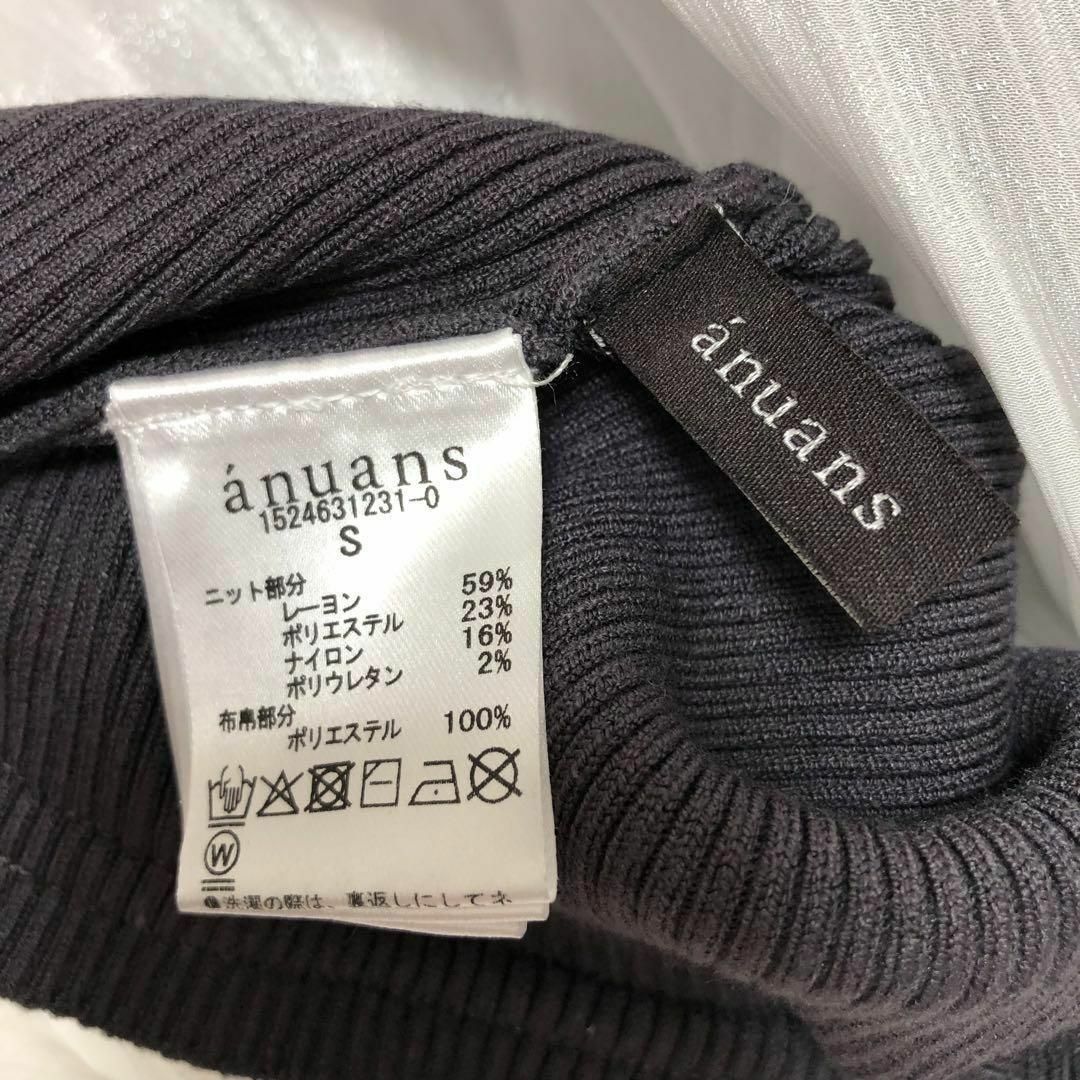 ánuans
1524631231-0
S
ニット部分
レーヨン 59%
ポリエステル 23%
ナイロン 16%
ポリウレタン 2%
布帛部分
ポリエステル 100%
W
●洗濯の際は、裏返しにしてネ
ánuans